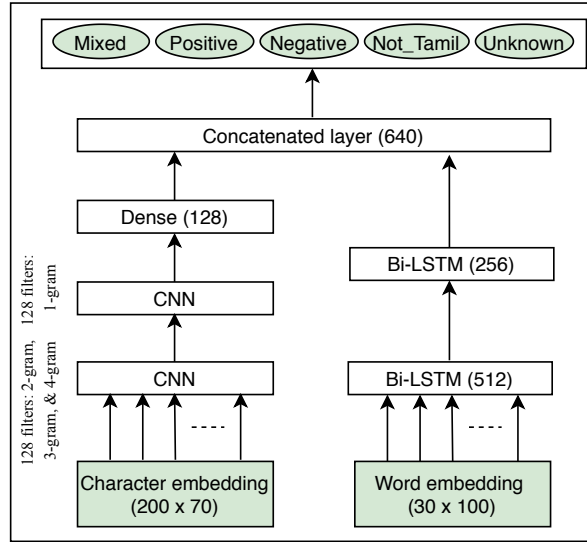 Mixed Positive Negative Not_Tamil Unknown
Concatenated layer (640)
Dense (128)
128 filters:
1-gram
Bi-LSTM (256)
CNN
128 filters: 2-gram,
3-gram, & 4-gram
CNN
Bi-LSTM (512)
Character embedding
(200 x 70)
Word embedding
(30 x 100)